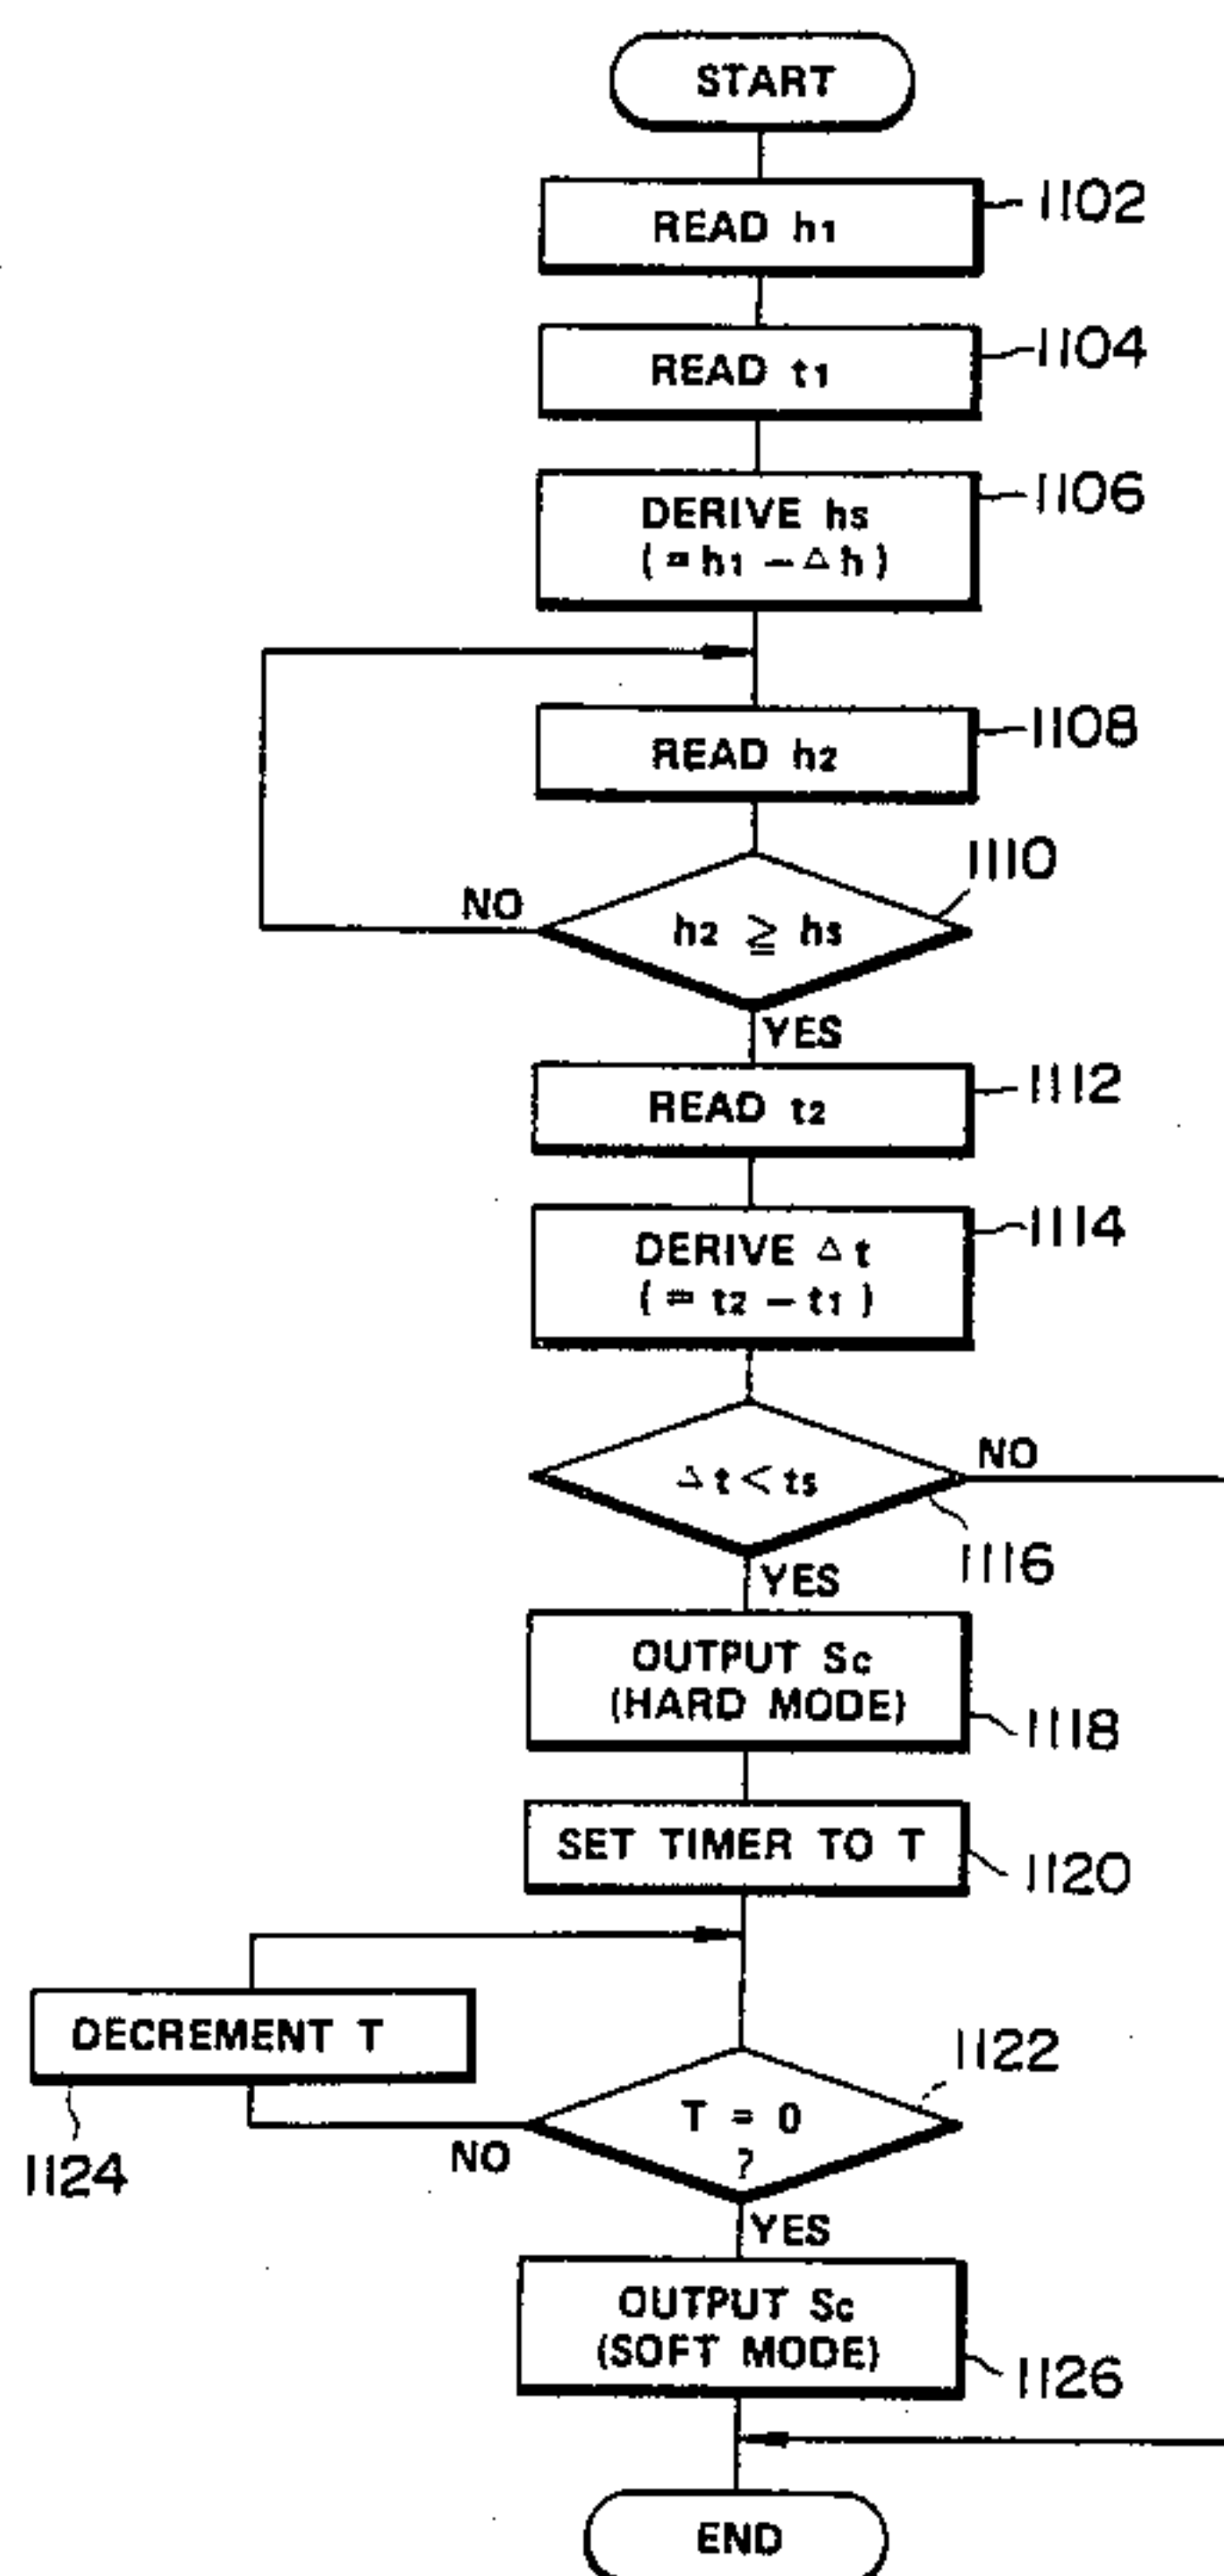 START
READ h1
1102
READ t1
1104
DERIVE hs
(= h1 – Δh)
1106
READ h2
1108
1110
NO
h2 ≧ hs
YES
READ t2
1112
DERIVE Δt
(= t2 – t1)
1114
NO
Δt < ts
1116
YES
OUTPUT Sc
(HARD MODE)
1118
SET TIMER TO T
1120
DECREMENT T
1124
1122
T = 0
?
NO
YES
OUTPUT Sc
(SOFT MODE)
1126
END